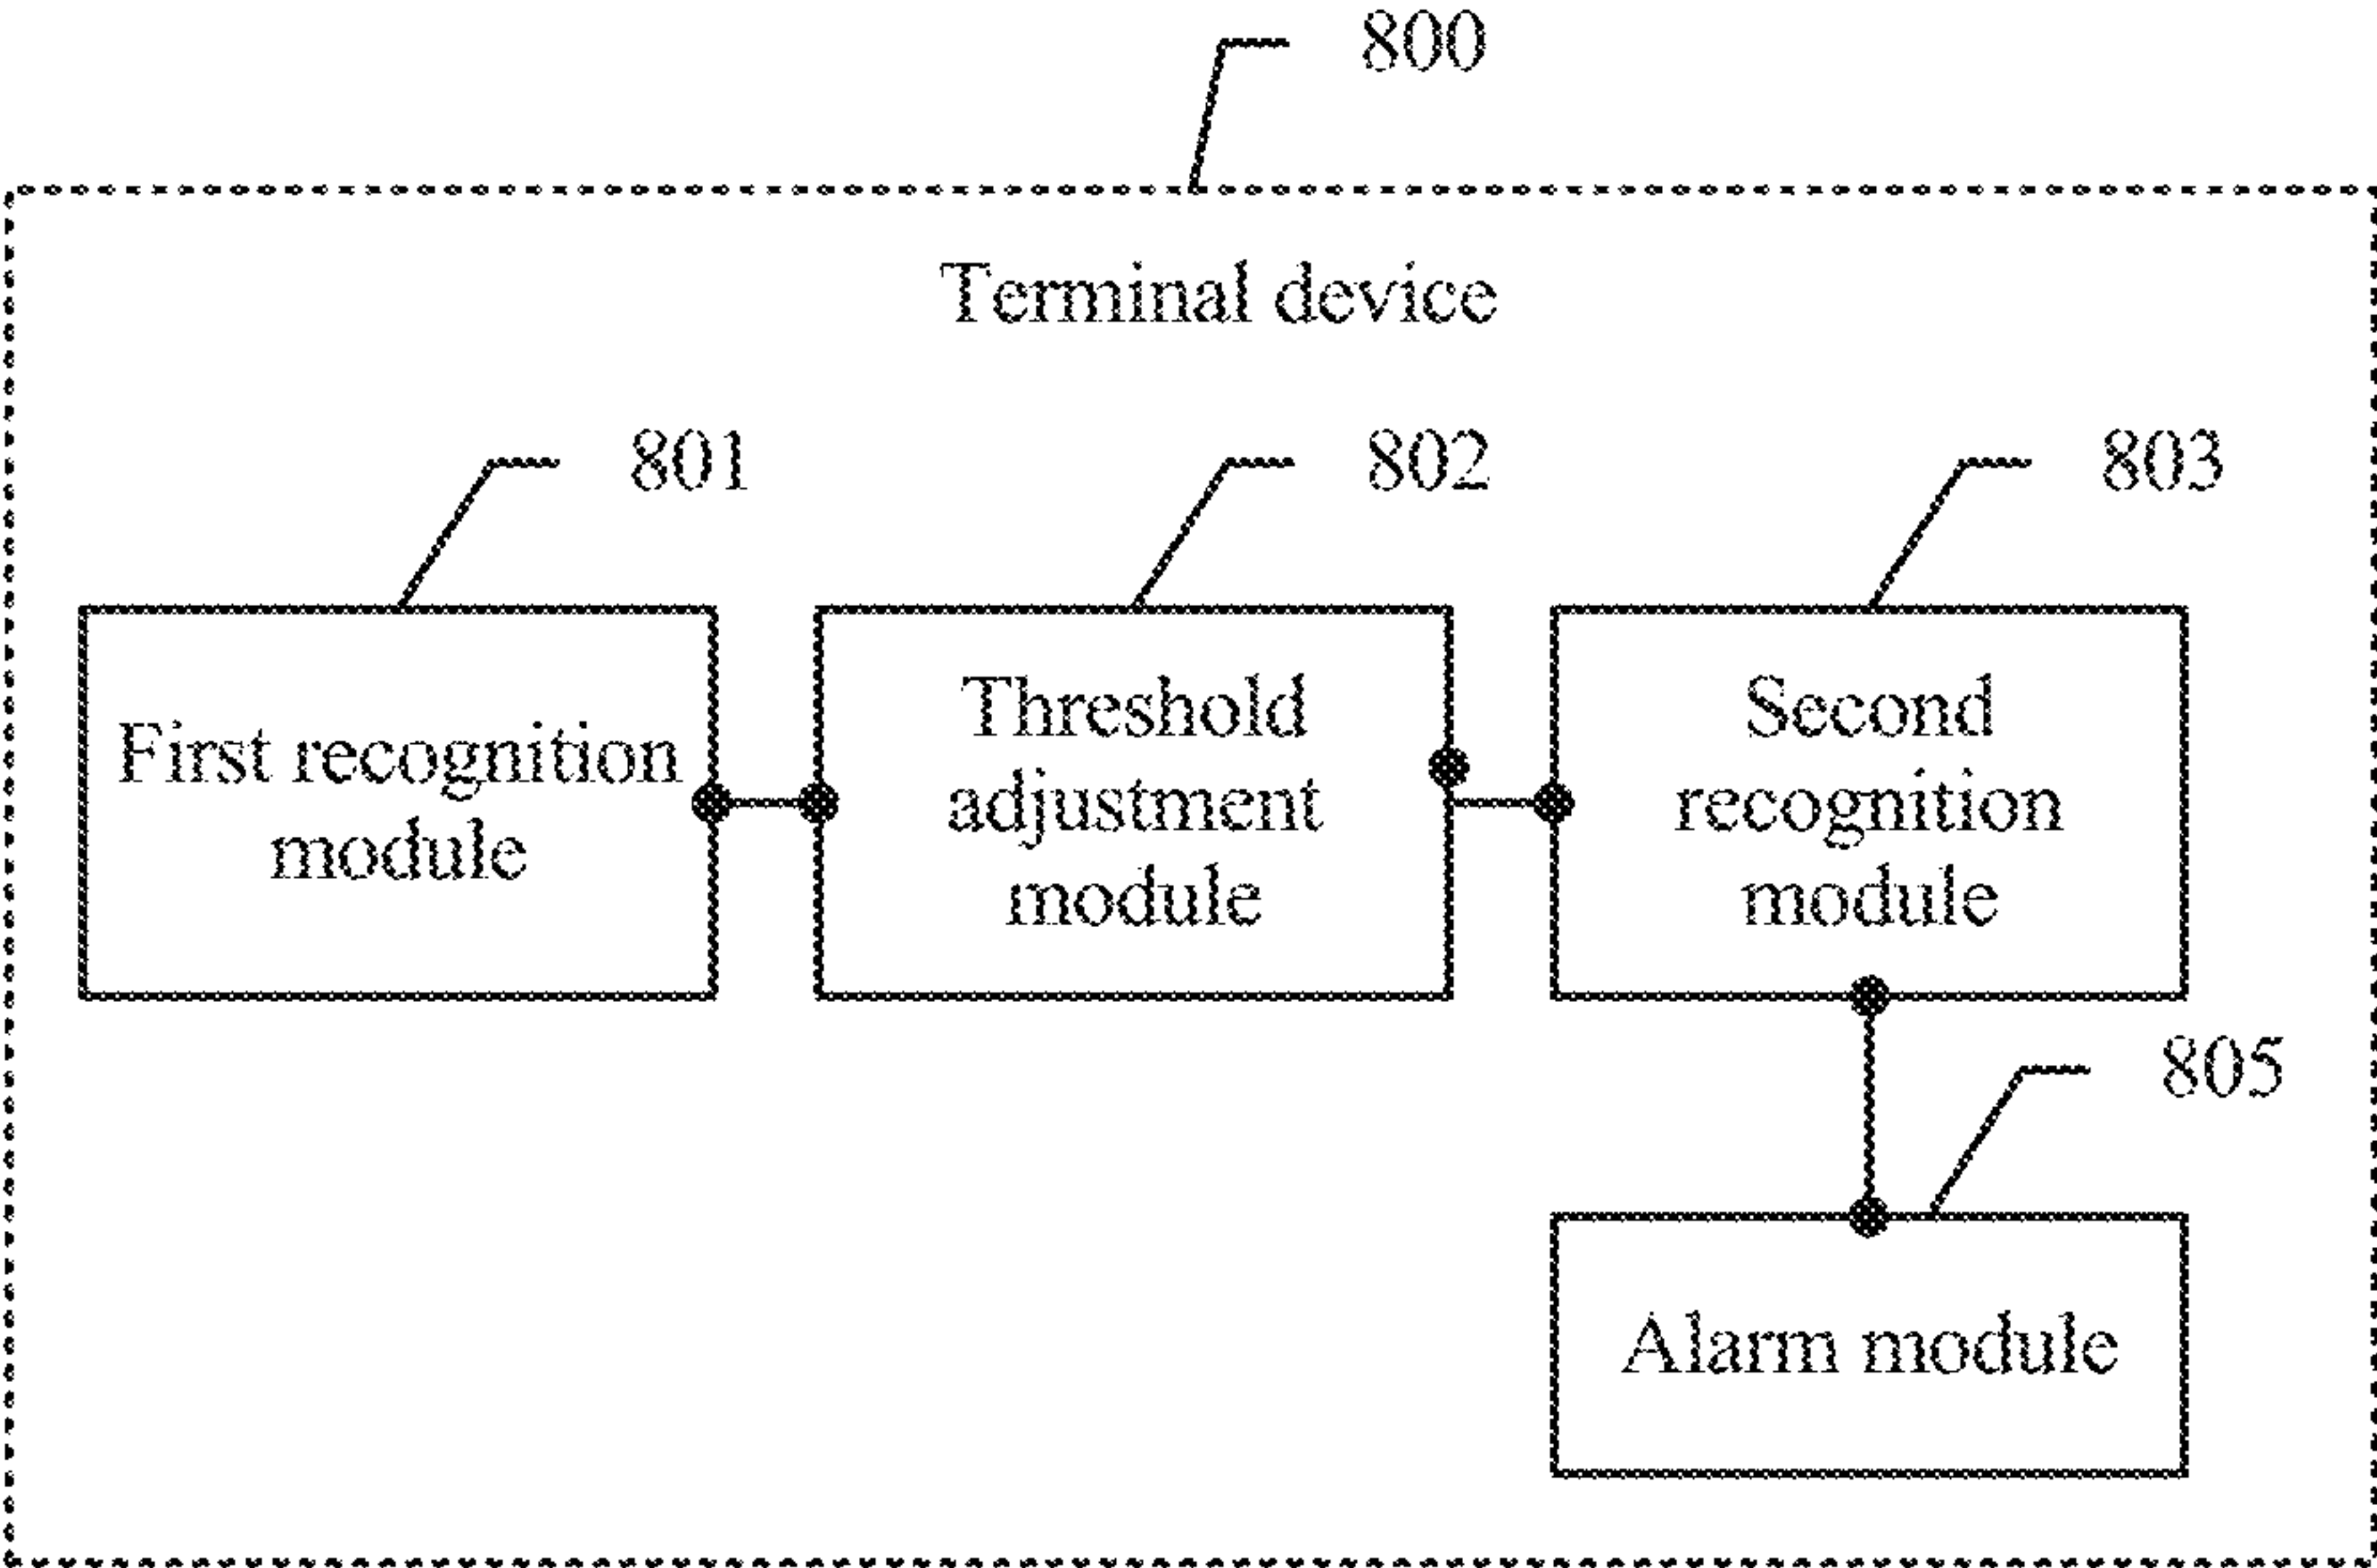 800
Terminal device
801
802
803
First recognition
module
Threshold
adjustment
module
Second
recognition
module
805
Alarm module